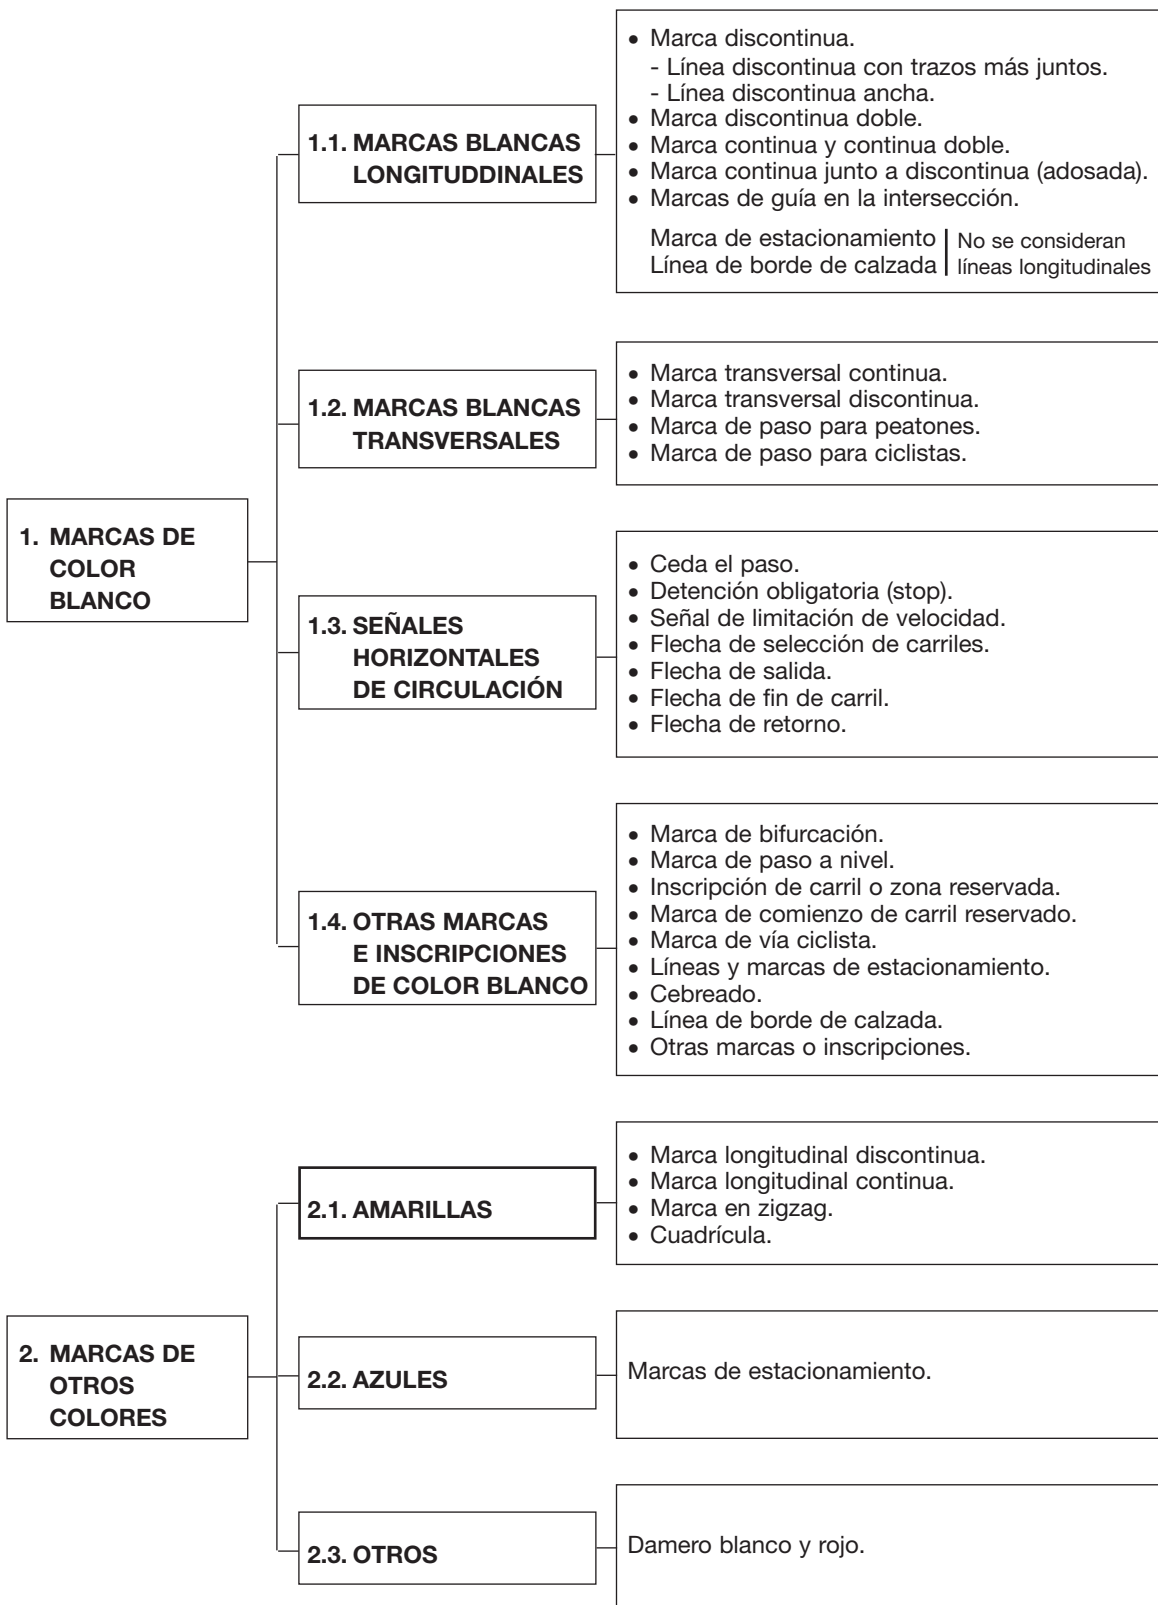 1. MARCAS DE
COLOR
BLANCO
1.1. MARCAS BLANCAS
LONGITUDDINALES
• Marca discontinua.
- Línea discontinua con trazos más juntos.
- Línea discontinua ancha.
• Marca discontinua doble.
• Marca continua y continua doble.
• Marca continua junto a discontinua (adosada).
• Marcas de guía en la intersección.
Marca de estacionamiento
Línea de borde de calzada
No se consideran
líneas longitudinales
1.2. MARCAS BLANCAS
TRANSVERSALES
• Marca transversal continua.
• Marca transversal discontinua.
• Marca de paso para peatones.
• Marca de paso para ciclistas.
1.3. SEÑALES
HORIZONTALES
DE CIRCULACIÓN
• Ceda el paso.
• Detención obligatoria (stop).
• Señal de limitación de velocidad.
• Flecha de selección de carriles.
• Flecha de salida.
• Flecha de fin de carril.
• Flecha de retorno.
1.4. OTRAS MARCAS
E INSCRIPCIONES
DE COLOR BLANCO
• Marca de bifurcación.
• Marca de paso a nivel.
• Inscripción de carril o zona reservada.
• Marca de comienzo de carril reservado.
• Marca de vía ciclista.
• Líneas y marcas de estacionamiento.
• Cebreado.
• Línea de borde de calzada.
• Otras marcas o inscripciones.
2. MARCAS DE
OTROS
COLORES
2.1. AMARILLAS
• Marca longitudinal discontinua.
• Marca longitudinal continua.
• Marca en zigzag.
• Cuadrícula.
2.2. AZULES
Marcas de estacionamiento.
2.3. OTROS
Damero blanco y rojo.